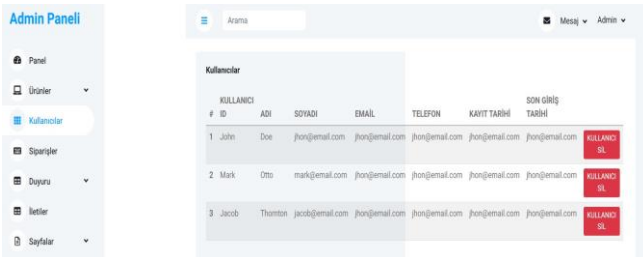 Admin Paneli
Panel
Ürünler
Kullanıcılar
Siparişler
Duyuru
İletiler
Sayfalar
Arama
Mesaj
Admin
Kullanıcılar
# KULLANICI ID ADI SOYADI EMAİL TELEFON KAYIT TARİHİ SON GİRİŞ TARİHİ
1 John Doe jhon@email.com jhon@email.com jhon@email.com jhon@email.com jhon@email.com KULLANICI SİL
2 Mark Otto mark@email.com jhon@email.com jhon@email.com jhon@email.com jhon@email.com KULLANICI SİL
3 Jacob Thornton jacob@email.com jhon@email.com jhon@email.com jhon@email.com jhon@email.com KULLANICI SİL